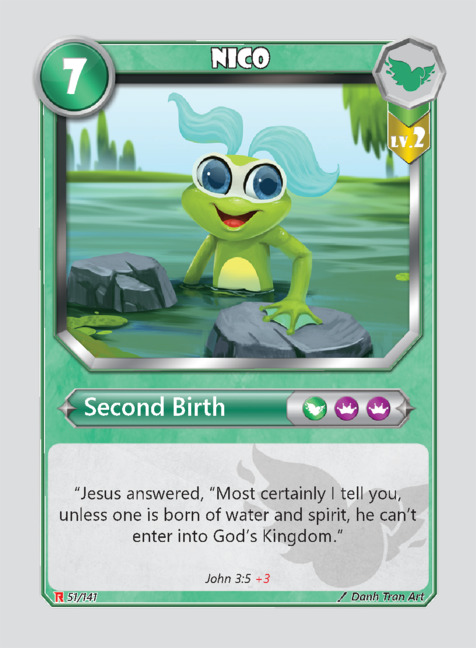 7
NICO
LV.2
Second Birth
“Jesus answered, “Most certainly I tell you,
unless one is born of water and spirit, he can’t
enter into God’s Kingdom.“
John 3:5 +3
R 51/141
Danh Tran Art